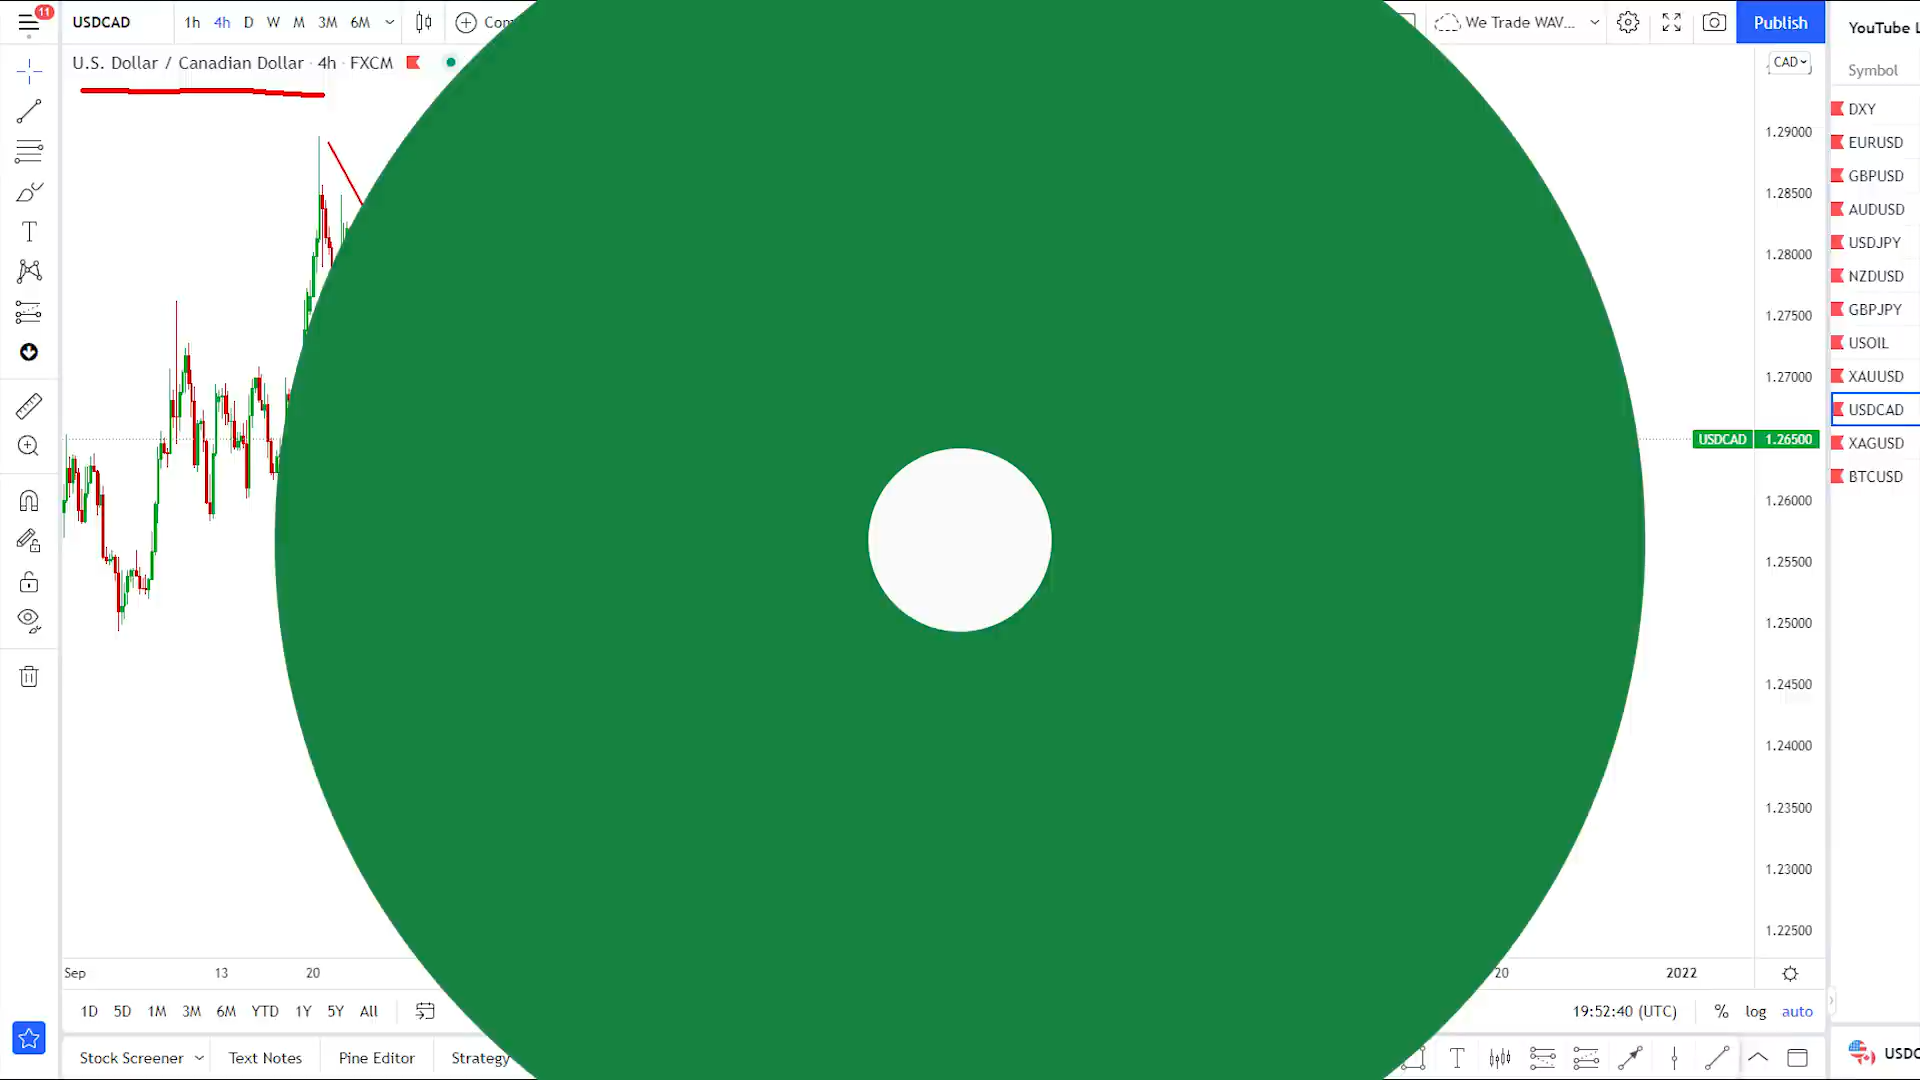 11
USDCAD 1h 4h D W M 3M 6M
We Trade WAV... Publish
YouTube
U.S. Dollar / Canadian Dollar · 4h · FXCM
CAD
Symbol
DXY
EURUSD
GBPUSD
AUDUSD
USDJPY
NZDUSD
GBPJPY
USOIL
XAUUSD
USDCAD
XAGUSD
BTCUSD
1.29000
1.28500
1.28000
1.27500
1.27000
USDCAD 1.26500
1.26000
1.25500
1.25000
1.24500
1.24000
1.23500
1.23000
1.22500
Sep 13 20 20 2022
1D 5D 1M 3M 6M YTD 1Y 5Y All
19:52:40 (UTC) % log auto
Stock Screener Text Notes Pine Editor Strategy